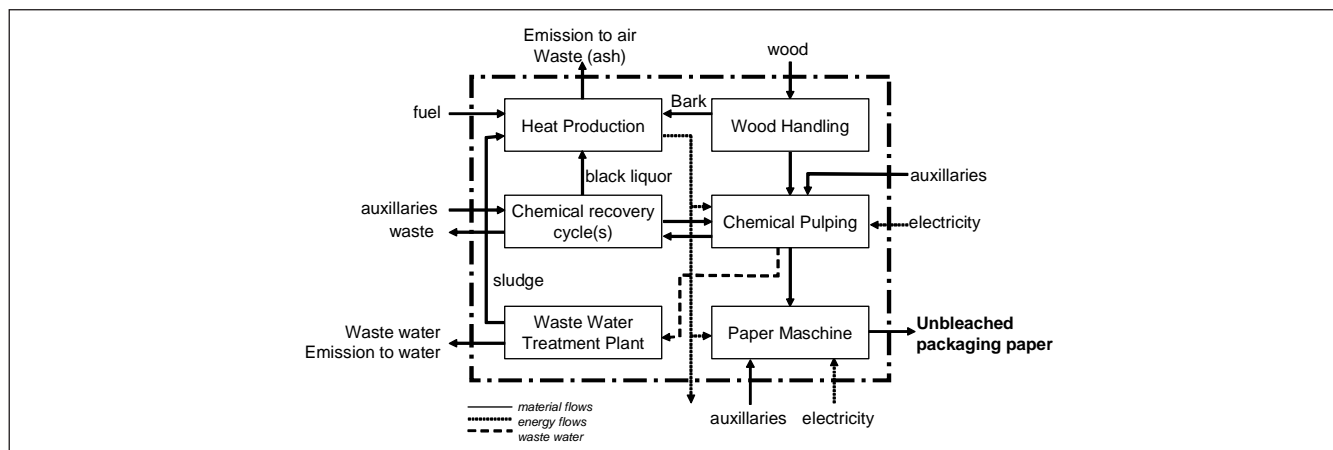 Emission to air
Waste (ash)
wood
fuel
Heat Production
Bark
Wood Handling
black liquor
auxillaries
auxillaries
waste
Chemical recovery
cycle(s)
Chemical Pulping
electricity
sludge
Waste water
Emission to water
Waste Water
Treatment Plant
Paper Maschine
Unbleached
packaging paper
material flows
energy flows
waste water
auxillaries
electricity